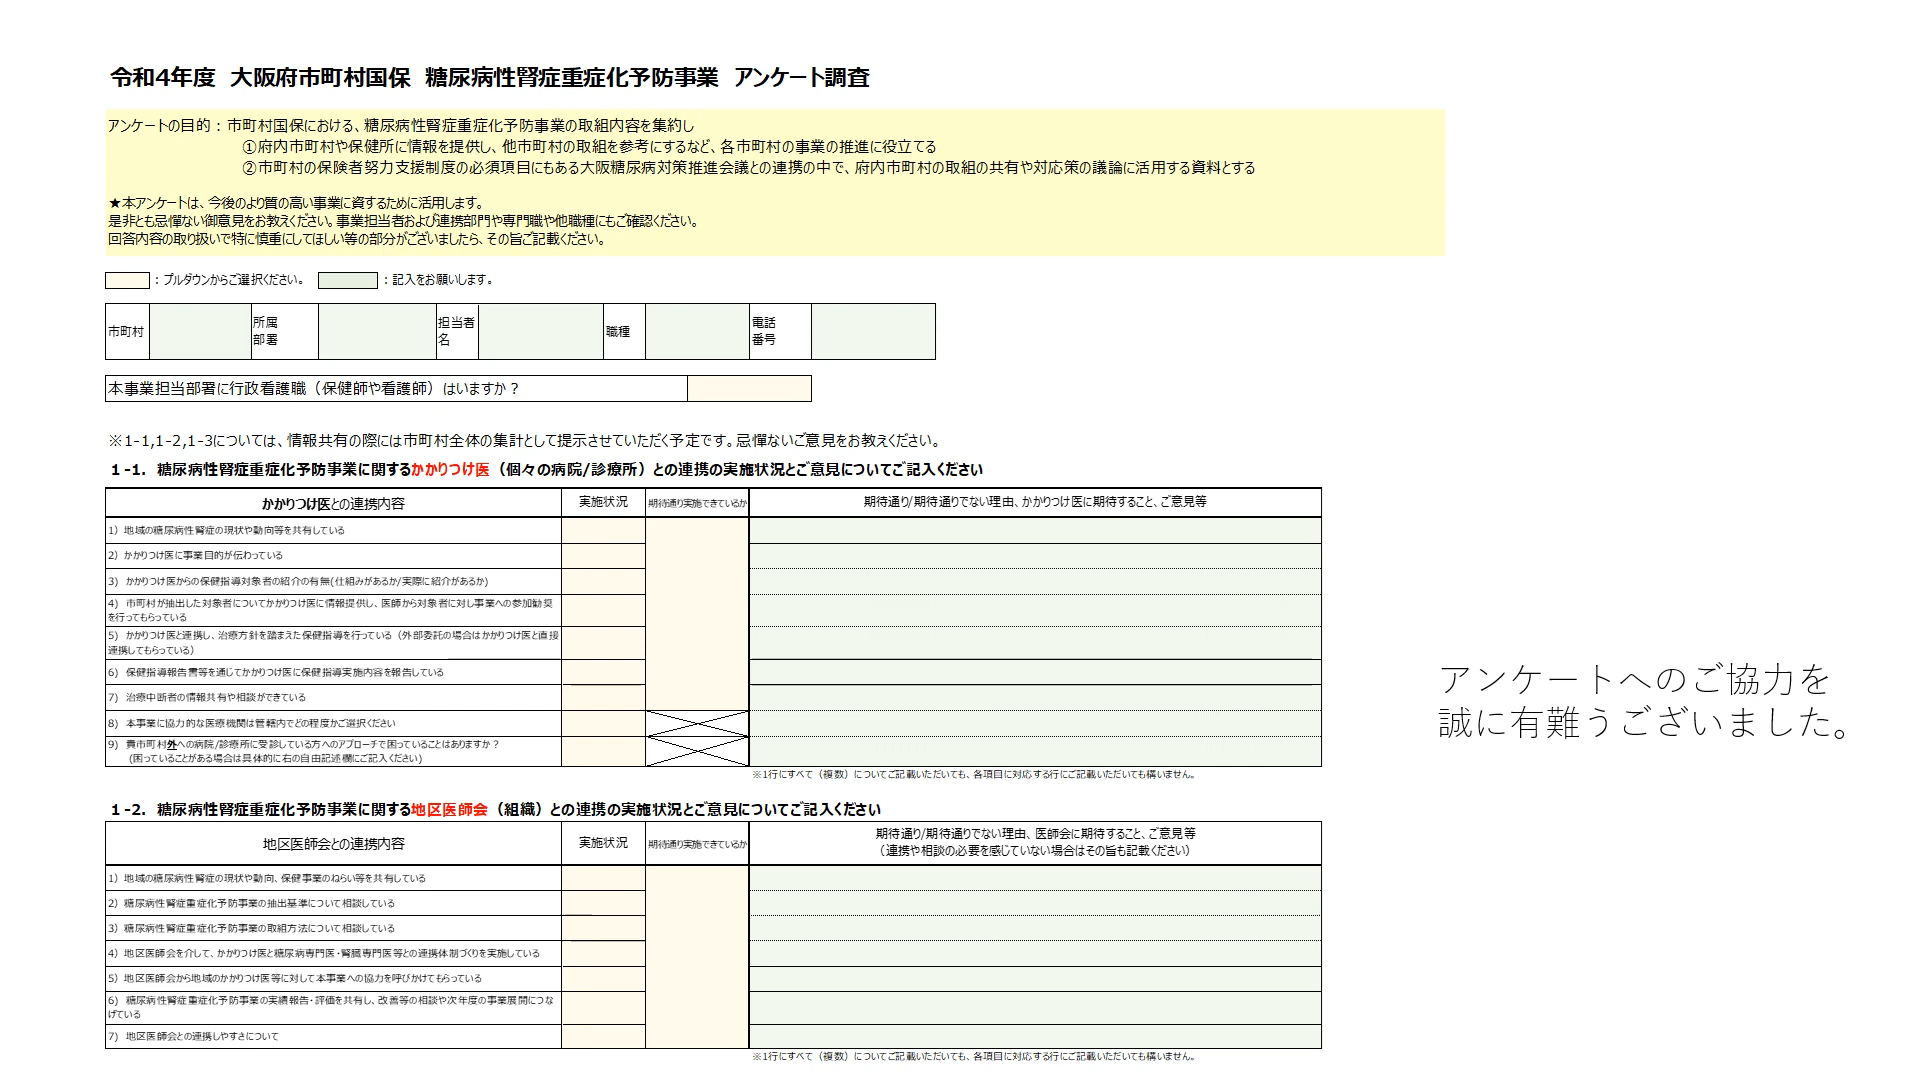 令和4年度　大阪府市町村国保　糖尿病性腎症重症化予防事業　アンケート調査
アンケートの目的：市町村国保における、糖尿病性腎症重症化予防事業の取組内容を集約し
①府内市町村や保健所に情報を提供し、他市町村の取組を参考にするなど、各市町村の事業の推進に役立てる
②市町村の保険者努力支援制度の必須項目にもある大阪糖尿病対策推進会議との連携の中で、府内市町村の取組の共有や対応策の議論に活用する資料とする
★本アンケートは、今後のより質の高い事業に資するために活用します。
是非とも忌憚ない御意見をお教えください。事業担当者および連携部門や専門職や他職種にもご確認ください。
回答内容の取り扱いで特に慎重にしてほしい等の部分がございましたら、その旨ご記載ください。
：プルダウンからご選択ください。　：記入をお願いします。
市町村　所属部署　担当者名　職種　電話番号
本事業担当部署に行政看護職（保健師や看護師）はいますか？
※1-1,1-2,1-3については、情報共有の際には市町村全体の集計として提示させていただく予定です。忌憚ないご意見をお教えください。
１-1．糖尿病性腎症重症化予防事業に関するかかりつけ医（個々の病院/診療所）との連携の実施状況とご意見についてご記入ください
かかりつけ医との連携内容　実施状況　期待通り実施できているか　期待通り/期待通りでない理由、かかりつけ医に期待すること、ご意見等
1）地域の糖尿病性腎症の現状や動向等を共有している
2）かかりつけ医に事業目的が伝わっている
3）かかりつけ医からの保健指導対象者の紹介の有無(仕組みがあるか/実際に紹介があるか)
4）市町村が抽出した対象者についてかかりつけ医に情報提供し、医師から対象者に対し事業への参加勧奨
を行ってもらっている
5）かかりつけ医と連携し、治療方針を踏まえた保健指導を行っている（外部委託の場合はかかりつけ医と直接
連携してもらっている）
6）保健指導報告書等を通じてかかりつけ医に保健指導実施内容を報告している
7）治療中断者の情報共有や相談ができている
8）本事業に協力的な医療機関は管轄内でどの程度かご選択ください
9）貴市町村外への病院/診療所に受診している方へのアプローチで困っていることはありますか？
(困っていることがある場合は具体的に右の自由記述欄にご記入ください)
※1行にすべて（複数）についてご記載いただいても、各項目に対応する行にご記載いただいても構いません。
アンケートへのご協力を
誠に有難うございました。
１-2．糖尿病性腎症重症化予防事業に関する地区医師会（組織）との連携の実施状況とご意見についてご記入ください
地区医師会との連携内容　実施状況　期待通り実施できているか　期待通り/期待通りでない理由、医師会に期待すること、ご意見等
（連携や相談の必要を感じていない場合はその旨も記載ください）
1）地域の糖尿病性腎症の現状や動向、保健事業のねらい等を共有している
2）糖尿病性腎症重症化予防事業の抽出基準について相談している
3）糖尿病性腎症重症化予防事業の取組方法について相談している
4）地区医師会を介して、かかりつけ医と糖尿病専門医・腎臓専門医等との連携体制づくりを実施している
5）地区医師会から地域のかかりつけ医等に対して本事業への協力を呼びかけてもらっている
6）糖尿病性腎症重症化予防事業の実績報告・評価を共有し、改善等の相談や次年度の事業展開につな
げている
7）地区医師会との連携しやすさについて
※1行にすべて（複数）についてご記載いただいても、各項目に対応する行にご記載いただいても構いません。